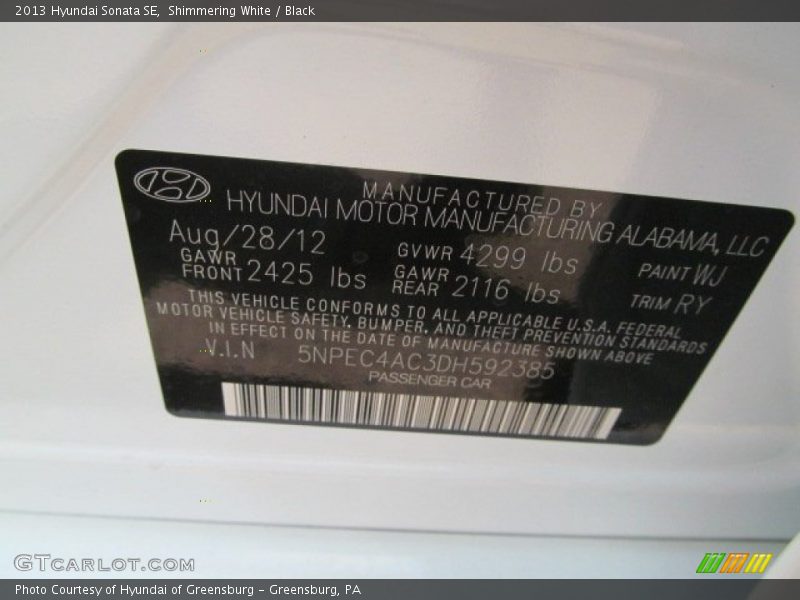 2013 Hyundai Sonata SE,  Shimmering White / Black
MANUFACTURED BY
HYUNDAI MOTOR MANUFACTURING ALABAMA, LLC
Aug/28/12 GVWR 4299 lbs PAINT WJ
GAWR FRONT 2425 lbs GAWR REAR 2116 lbs TRIM RY
THIS VEHICLE CONFORMS TO ALL APPLICABLE U.S.A. FEDERAL
MOTOR VEHICLE SAFETY, BUMPER, AND THEFT PREVENTION STANDARDS
IN EFFECT ON THE DATE OF MANUFACTURE SHOWN ABOVE
V.I.N 5NPEC4AC3DH592385
PASSENGER CAR
GTCARLOT.COM
Photo Courtesy of Hyundai of Greensburg - Greensburg, PA